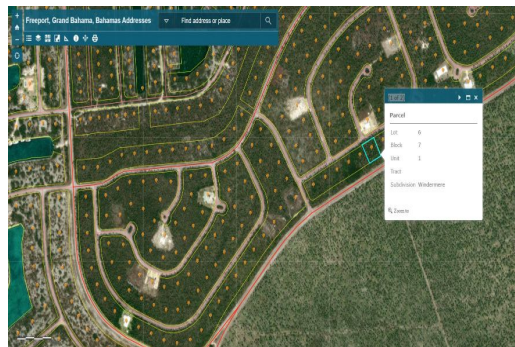 Freeport, Grand Bahama, Bahamas Addresses
Find address or place
Parcel
Lot 6
Block 7
Unit 1
Tract
Subdivision Windermere
Zoom to